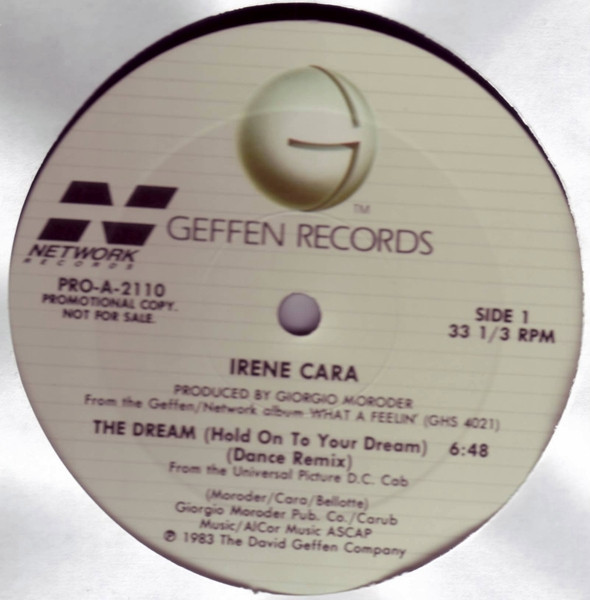 G
TM
GEFFEN RECORDS
NETWORK
RECORDS
PRO-A-2110
PROMOTIONAL COPY.
NOT FOR SALE.
SIDE 1
33 1/3 RPM
IRENE CARA
PRODUCED BY GIORGIO MORODER
From the Geffen/Network album WHAT A FEELIN' (GHS 4021)
THE DREAM (Hold On To Your Dream) 6:48
(Dance Remix)
From the Universal Picture D.C. Cab
(Moroder/Cara/Bellotte)
Giorgio Moroder Pub. Co./Carub
Music/AlCor Music ASCAP
℗ 1983 The David Geffen Company